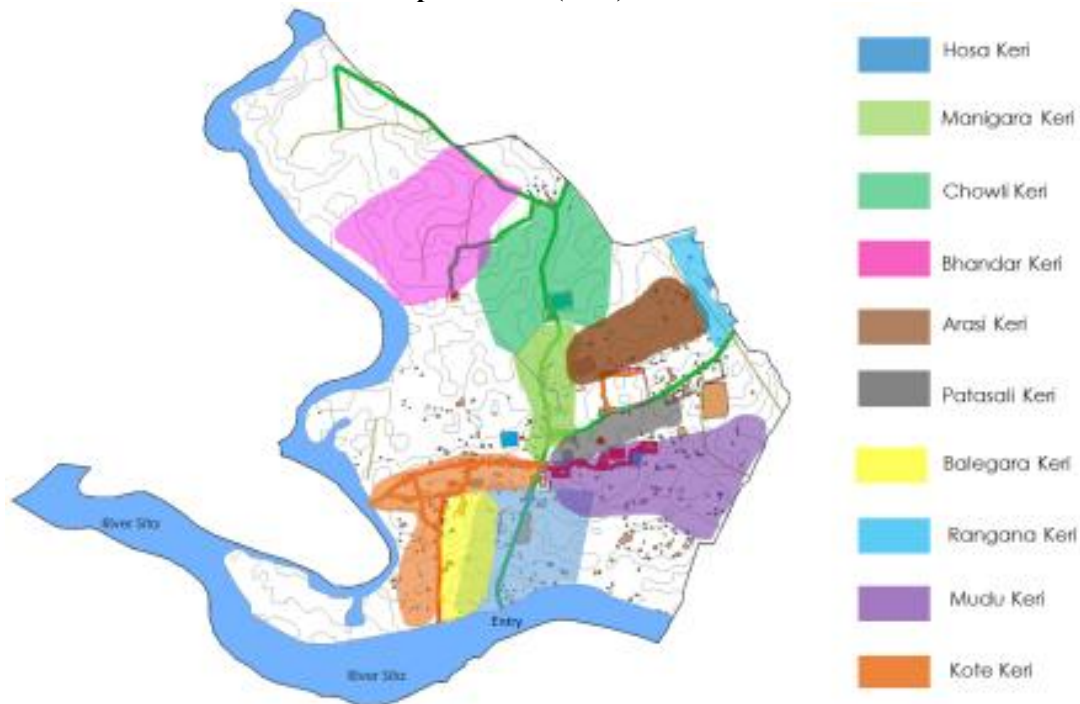 Hosa Keri
Manigara Keri
Chowli Keri
Bhandar Keri
Arasi Keri
Patasali Keri
Balegara Keri
Rangana Keri
Mudu Keri
Kote Keri
River Sita
Entry
River Sita